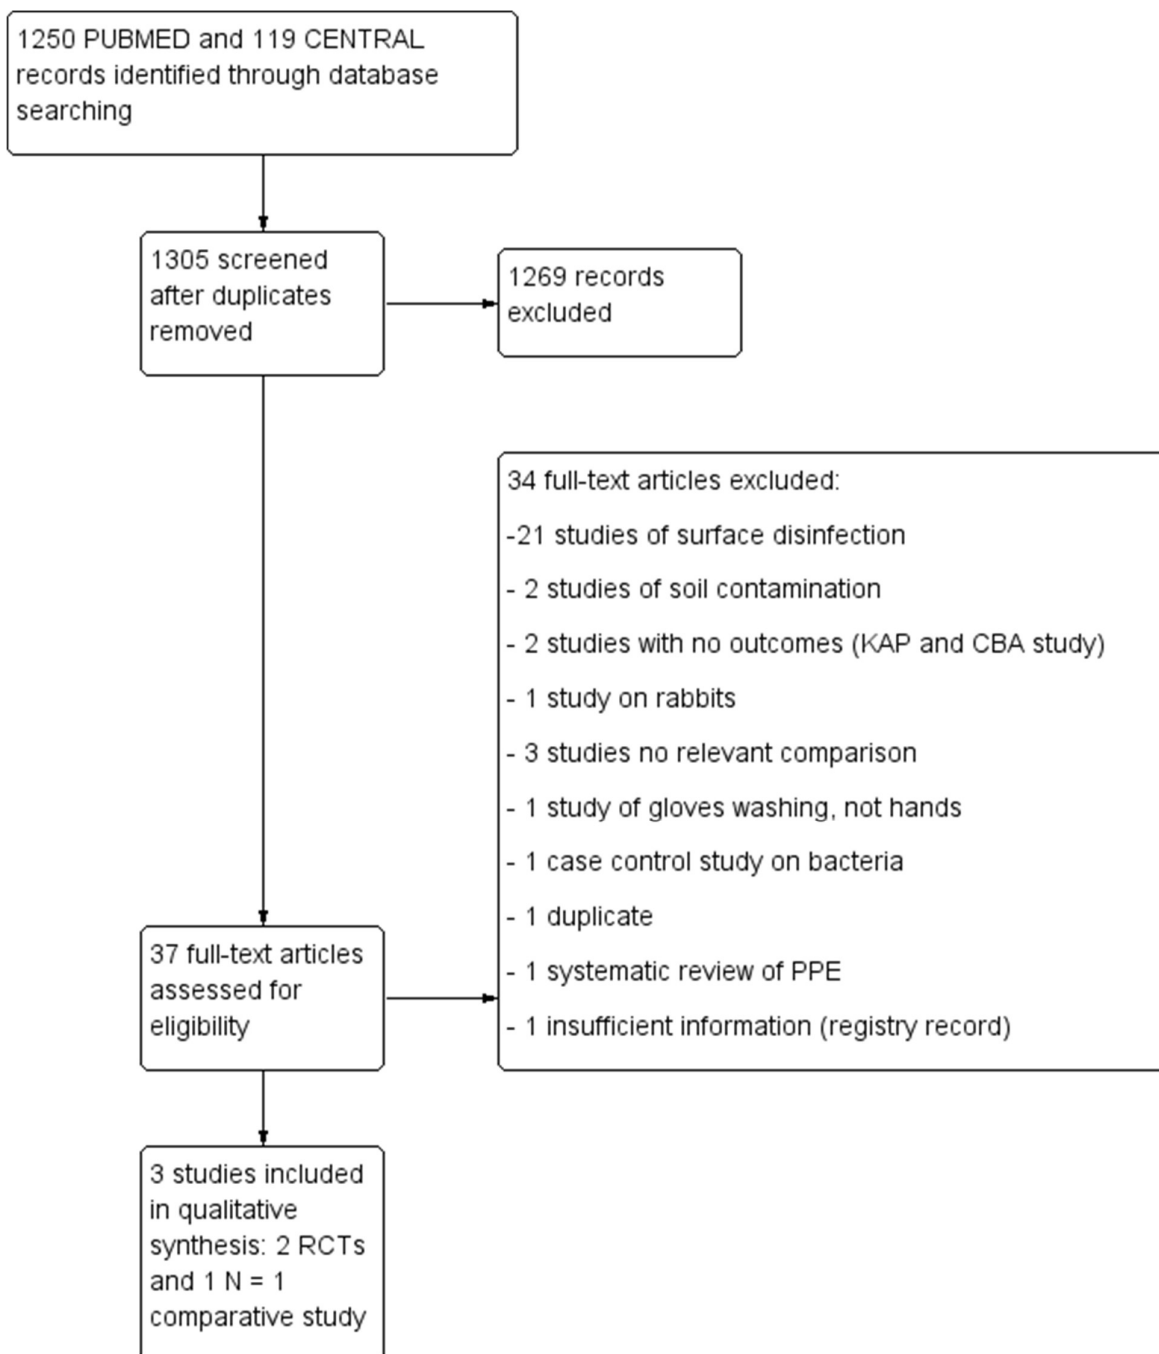 1250 PUBMED and 119 CENTRAL
records identified through database
searching
1305 screened
after duplicates
removed
1269 records
excluded
34 full-text articles excluded:
-21 studies of surface disinfection
- 2 studies of soil contamination
- 2 studies with no outcomes (KAP and CBA study)
- 1 study on rabbits
- 3 studies no relevant comparison
- 1 study of gloves washing, not hands
- 1 case control study on bacteria
- 1 duplicate
- 1 systematic review of PPE
- 1 insufficient information (registry record)
37 full-text articles
assessed for
eligibility
3 studies included
in qualitative
synthesis: 2 RCTs
and 1 N = 1
comparative study